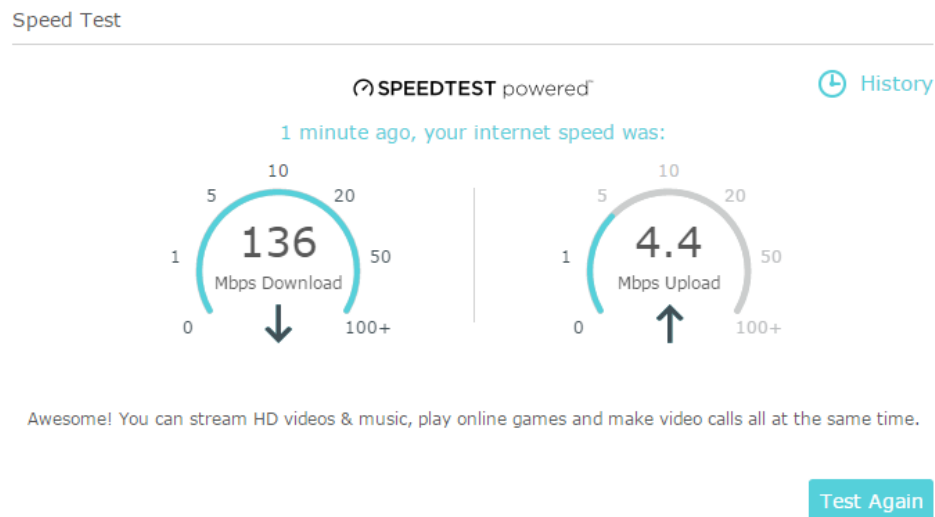 Speed Test
SPEEDTEST powered™
History
1 minute ago, your internet speed was:
10
5 20
136
1 50
Mbps Download
0 100+
10
5 20
4.4
1 50
Mbps Upload
0 100+
Awesome! You can stream HD videos & music, play online games and make video calls all at the same time.
Test Again